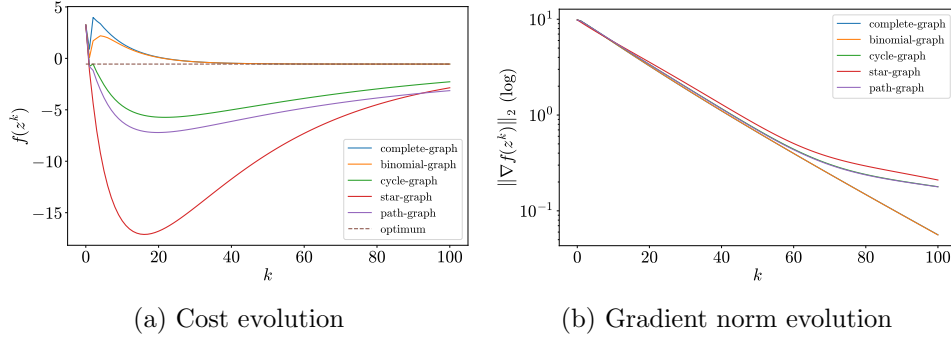 5
0
−5
−10
−15
f(z^k)
0
20
40
60
80
100
k
complete-graph
binomial-graph
cycle-graph
star-graph
path-graph
optimum
(a) Cost evolution
10^1
10^0
10^−1
||∇f(z^k)||_2 (log)
0
20
40
60
80
100
k
complete-graph
binomial-graph
cycle-graph
star-graph
path-graph
(b) Gradient norm evolution